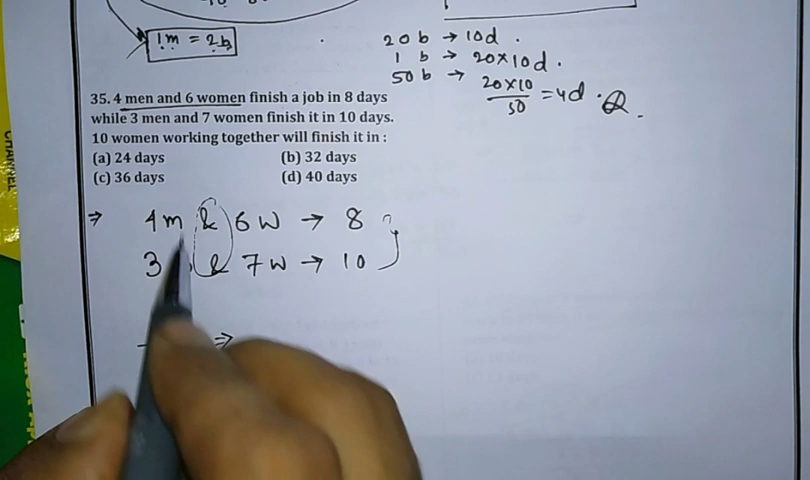 1m = 2b
20 b → 10d .
1 b → 20×10d .
50 b → 20×10/50 = 4d .
35. 4 men and 6 women finish a job in 8 days
while 3 men and 7 women finish it in 10 days.
10 women working together will finish it in :
(a) 24 days (b) 32 days
(c) 36 days (d) 40 days
⇒ 4m & 6w → 8
3 & 7w → 10
⇒
CHANNEL